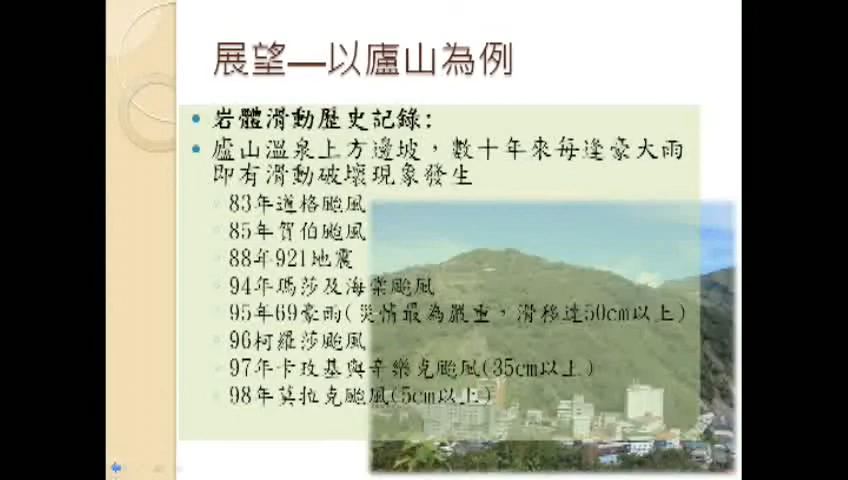 展望—以廬山為例
岩體滑動歷史記錄:
廬山溫泉上方邊坡，數十年來每逢豪大雨
即有滑動破壞現象發生
83年道格颱風
85年賀伯颱風
88年921地震
94年瑪莎及海棠颱風
95年69豪雨(災情最為嚴重，滑移達50cm以上)
96柯羅莎颱風
97年卡玫基與辛樂克颱風(35cm以上)
98年莫拉克颱風(5cm以上)